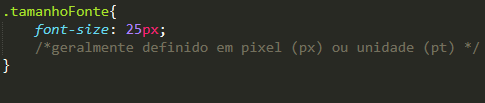 .tamanhoFonte{
font-size: 25px;
/*geralmente definido em pixel (px) ou unidade (pt) */
}